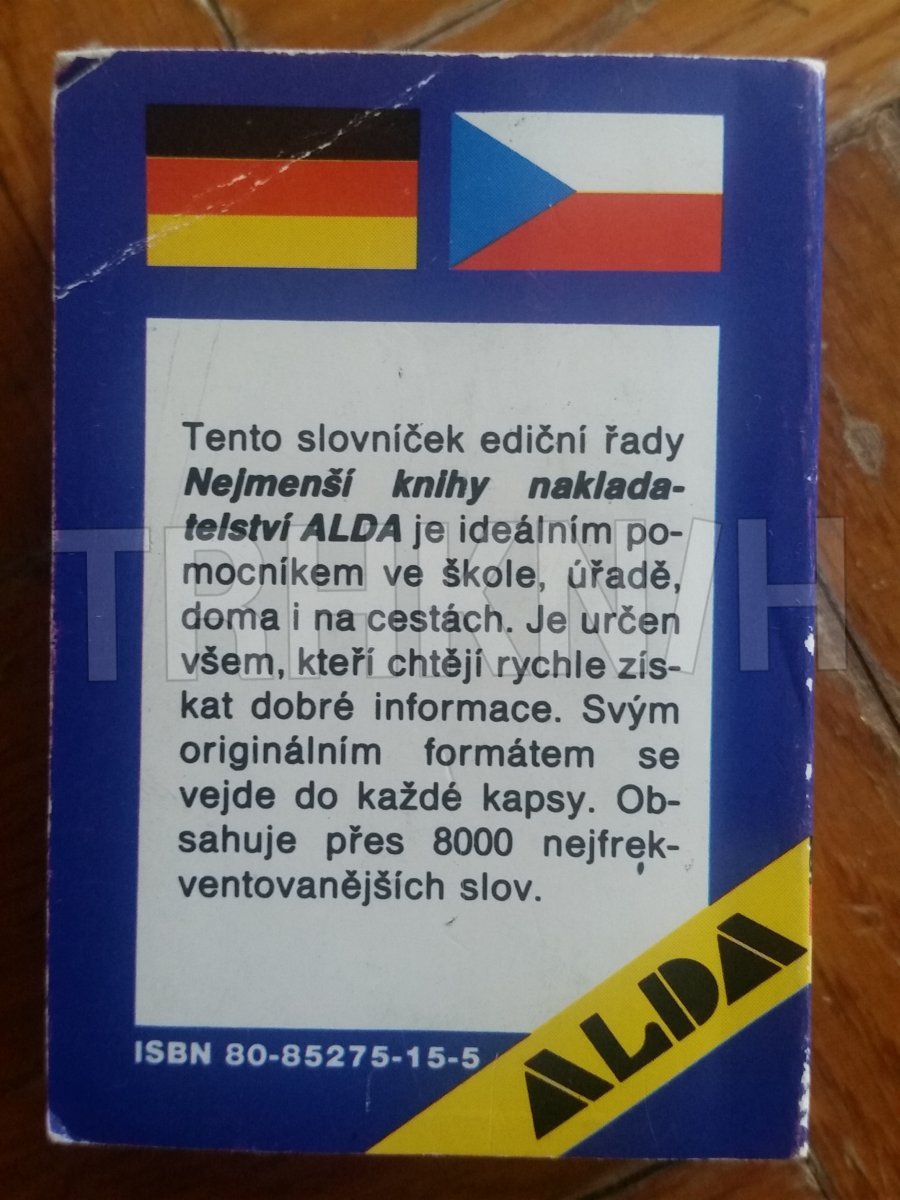 Tento slovníček ediční řady
Nejmenší knihy naklada-
telství ALDA je ideálním po-
mocníkem ve škole, úřadě,
doma i na cestách. Je určen
všem, kteří chtějí rychle zís-
kat dobré informace. Svým
originálním formátem se
vejde do každé kapsy. Ob-
sahuje přes 8000 nejfrek-
ventovanějších slov.
ISBN 80-85275-15-5
ALDA
TRHKNIH